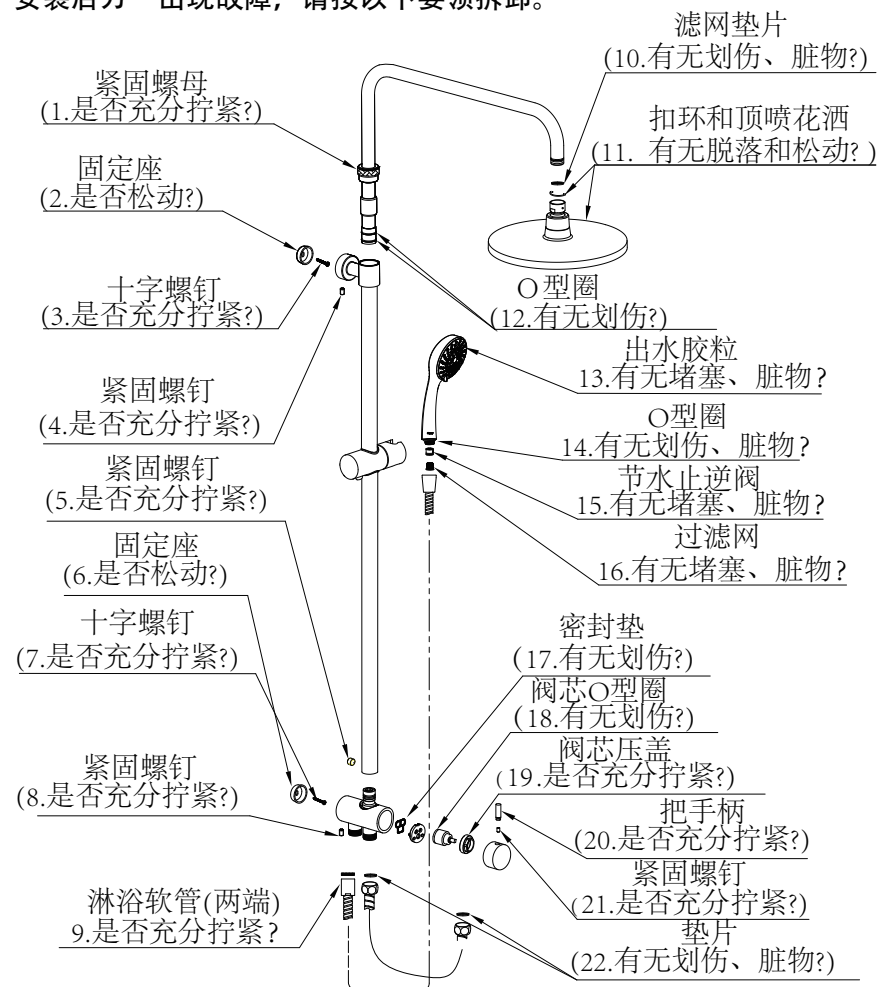 安装后万一出现故障，请按以下要领拆卸。
滤网垫片
(10.有无划伤、脏物?)
紧固螺母
(1.是否充分拧紧?)
扣环和顶喷花洒
(11. 有无脱落和松动? )
固定座
(2.是否松动?)
十字螺钉
(3.是否充分拧紧?)
O型圈
(12.有无划伤?)
出水胶粒
13.有无堵塞、脏物?
紧固螺钉
(4.是否充分拧紧?)
O型圈
14.有无划伤、脏物?
紧固螺钉
(5.是否充分拧紧?)
节水止逆阀
15.有无堵塞、脏物?
固定座
(6.是否松动?)
过滤网
16.有无堵塞、脏物?
十字螺钉
(7.是否充分拧紧?)
密封垫
(17.有无划伤?)
阀芯O型圈
(18.有无划伤?)
阀芯压盖
(19.是否充分拧紧?)
紧固螺钉
(8.是否充分拧紧?)
把手柄
(20.是否充分拧紧?)
紧固螺钉
(21.是否充分拧紧?)
淋浴软管(两端)
9.是否充分拧紧?
垫片
(22.有无划伤、脏物?)